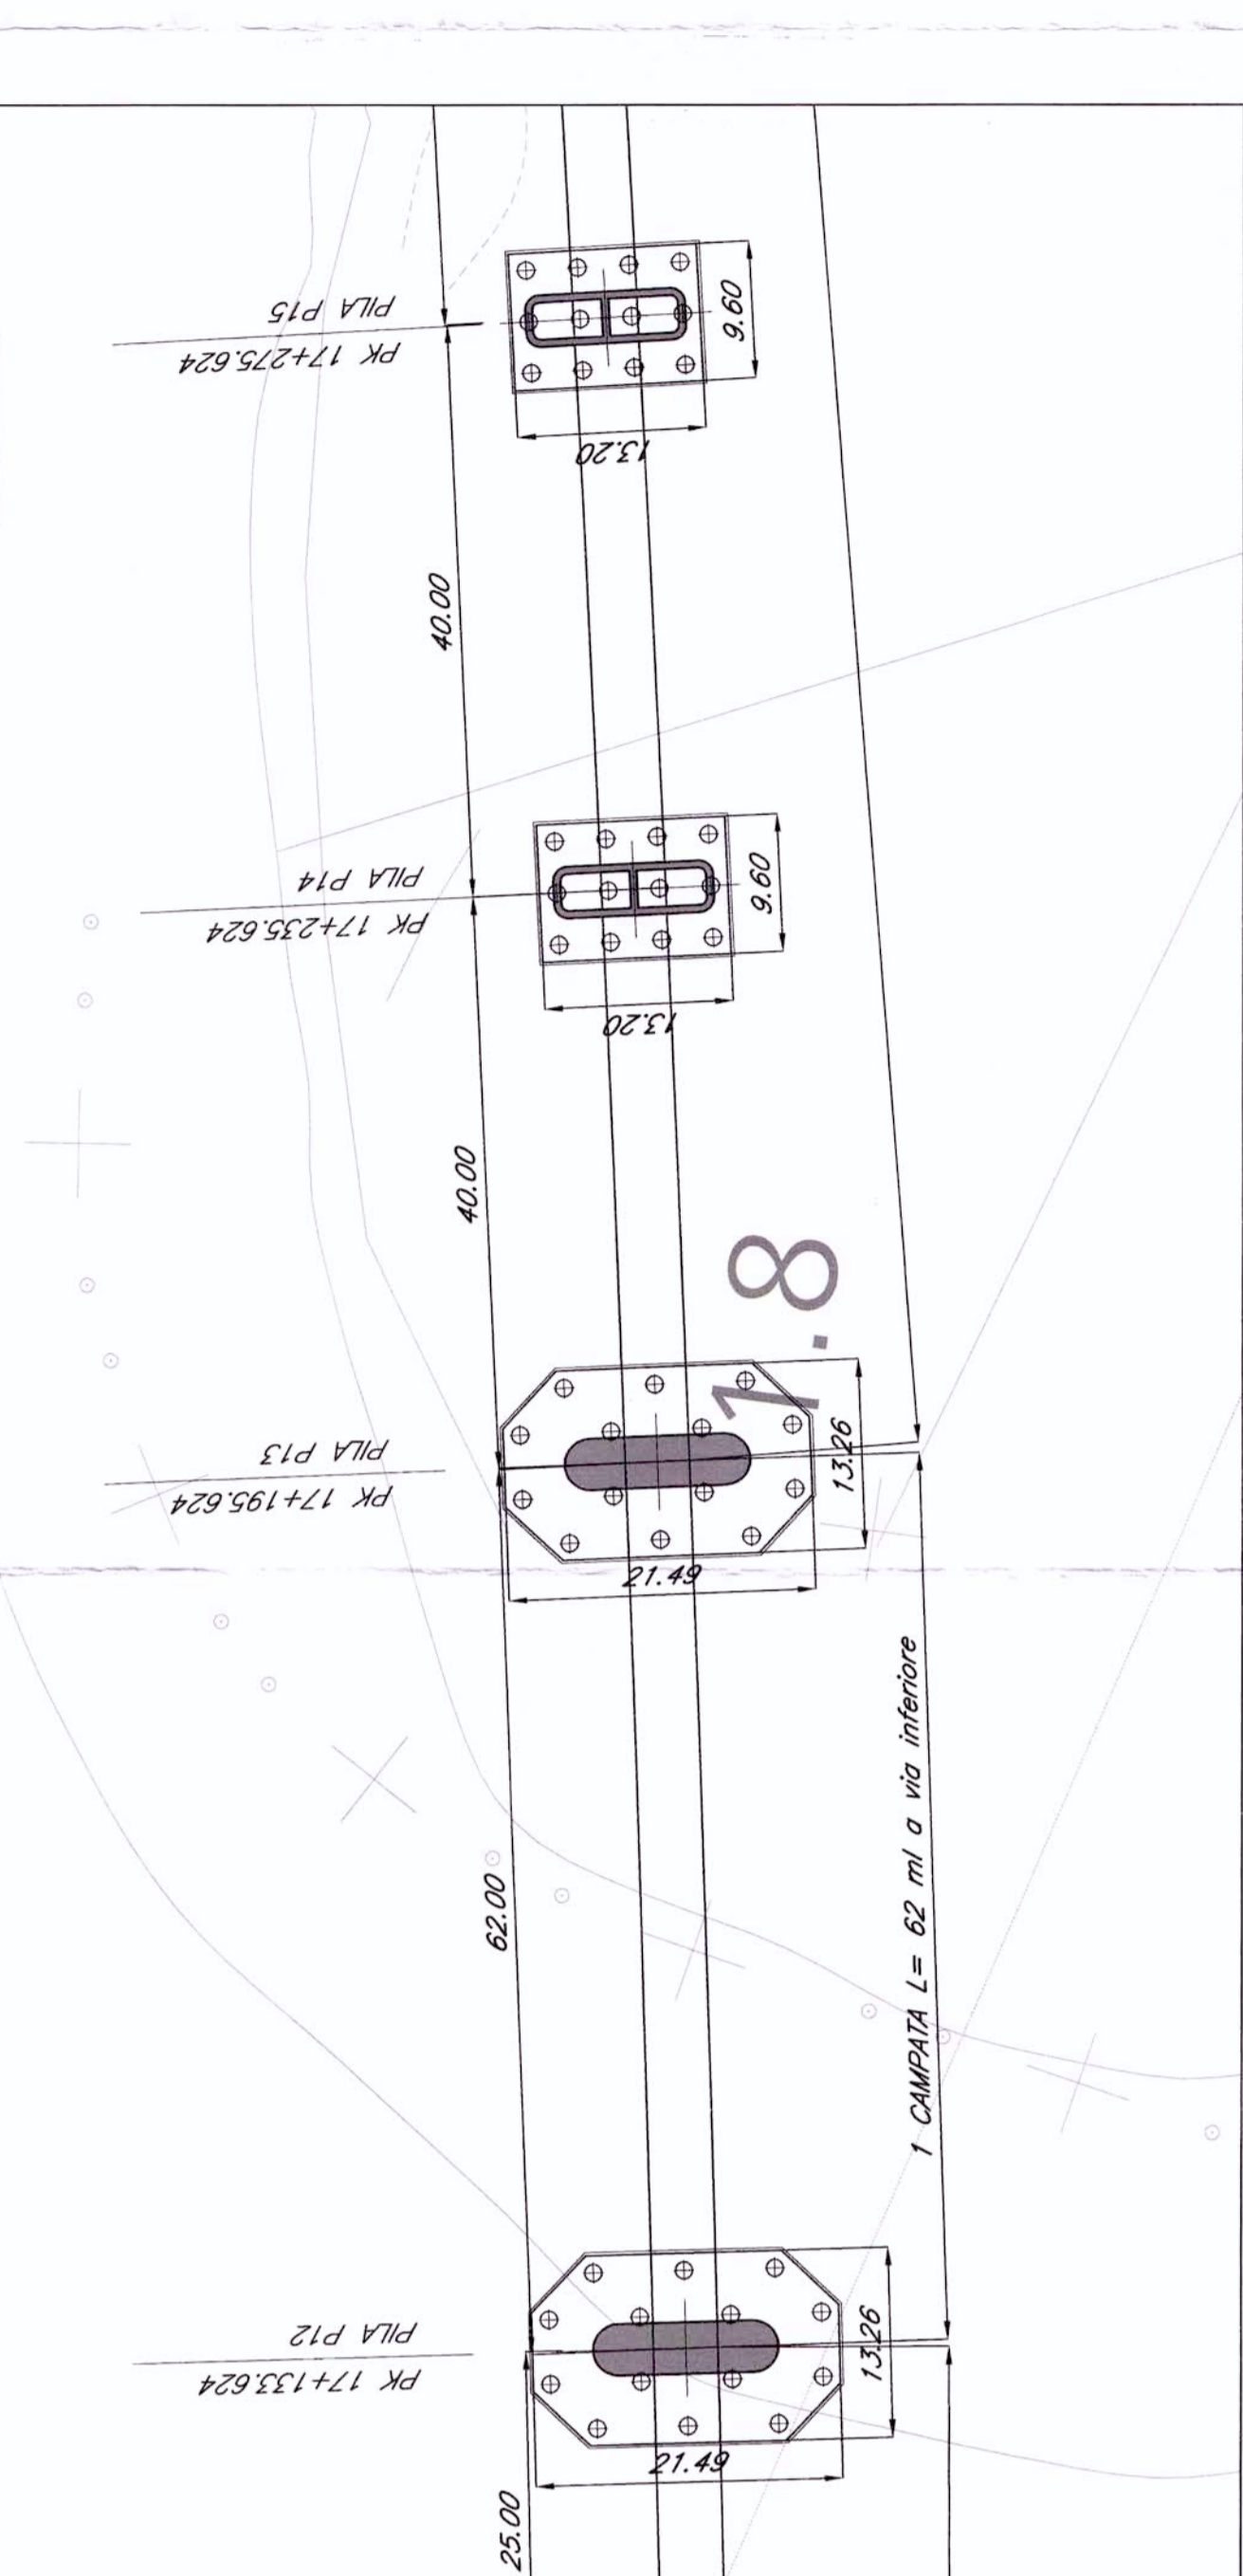 PILA P15
PK 17+275.624
9.60
13.20
40.00
PILA P14
PK 17+235.624
9.60
13.20
40.00
1.8
PILA P13
PK 17+195.624
13.26
21.49
62.00
1 CAMPATA L= 62 ml a via inferiore
PILA P12
PK 17+133.624
13.26
21.49
25.00